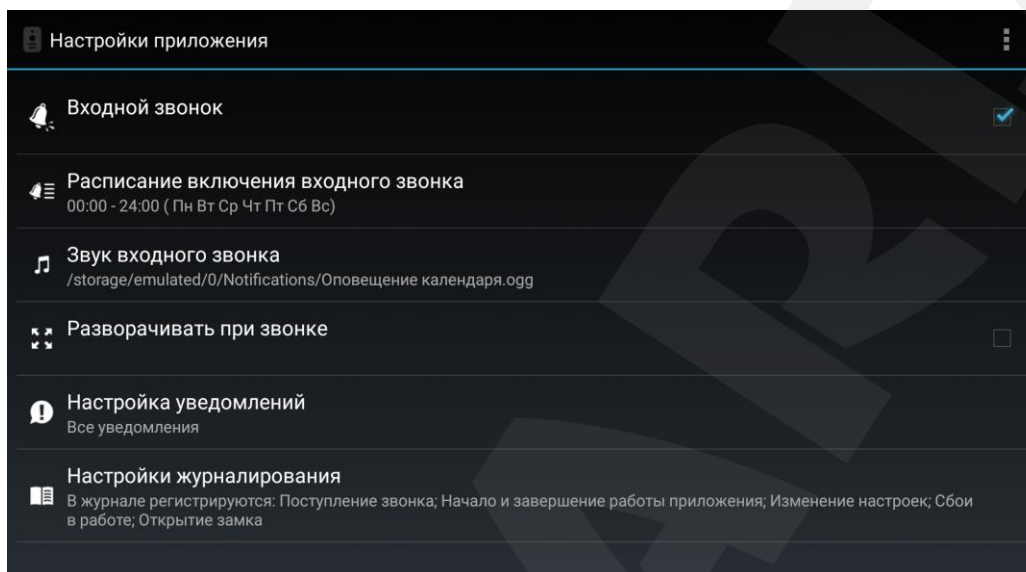 Настройки приложения
Входной звонок
Расписание включения входного звонка
00:00 - 24:00 ( Пн Вт Ср Чт Пт Сб Вс)
Звук входного звонка
/storage/emulated/0/Notifications/Оповещение календаря.ogg
Разворачивать при звонке
Настройка уведомлений
Все уведомления
Настройки журналирования
В журнале регистрируются: Поступление звонка; Начало и завершение работы приложения; Изменение настроек; Сбои
в работе; Открытие замка